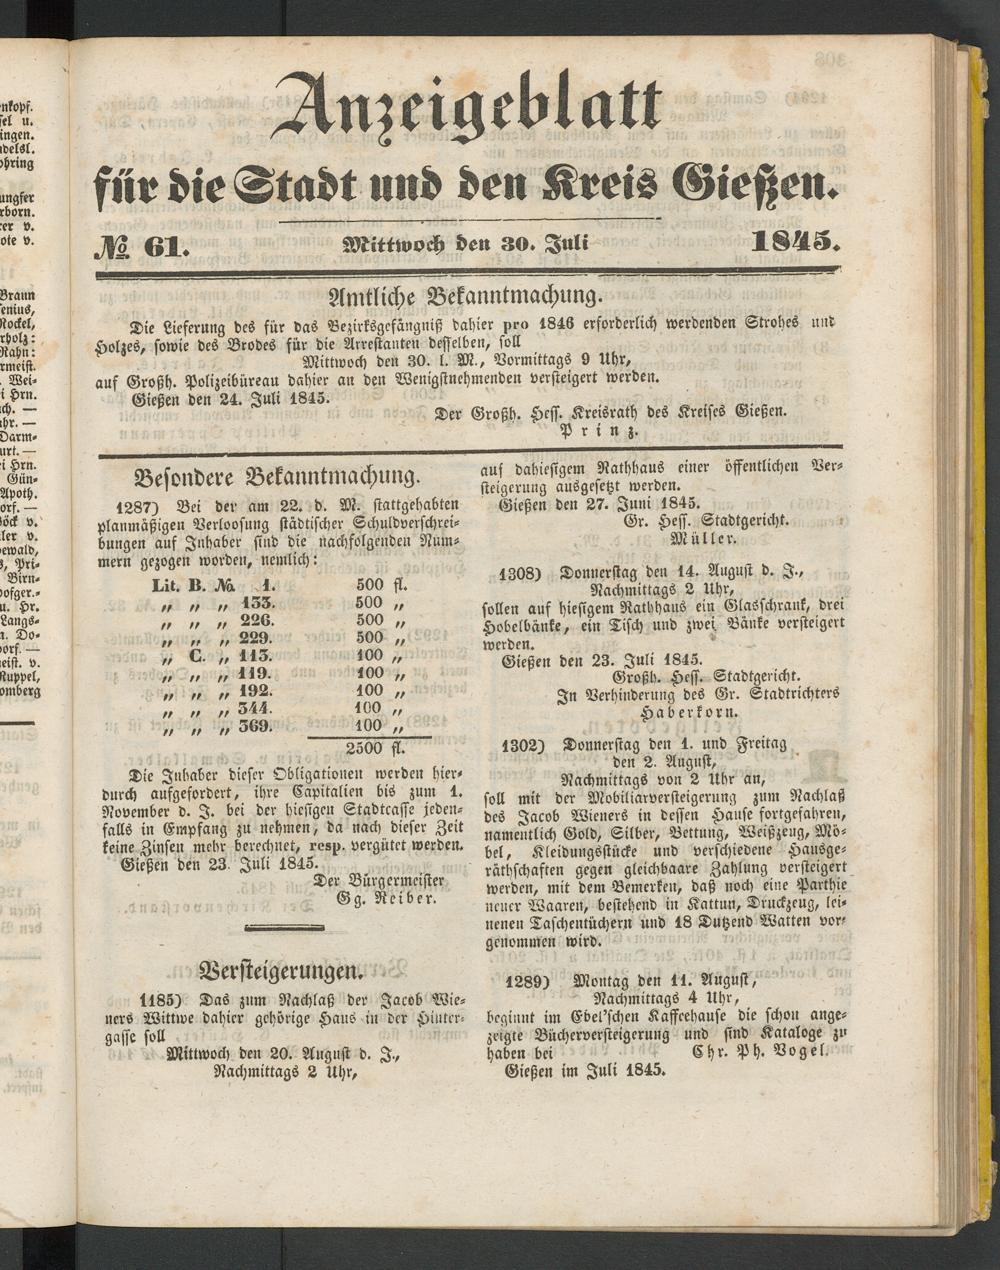 Anzeigeblatt
für die Stadt und den Kreis Gießen.
№ 61. Mittwoch den 30. Juli 1845.
Amtliche Bekanntmachung.
Die Lieferung des für das Bezirksgefängniß dahier pro 1846 erforderlich werdenden Strohes und
Holzes, sowie des Brodes für die Arrestanten desselben, soll
Mittwoch den 30. l. M., Vormittags 9 Uhr,
auf Großh. Polizeibüreau dahier an den Wenigstnehmenden versteigert werden.
Gießen den 24. Juli 1845.
Der Großh. Hess. Kreisrath des Kreises Gießen.
Prinz.
Besondere Bekanntmachung.
1287) Bei der am 22. d. M. stattgehabten
planmäßigen Verloosung städtischer Schuldverschrei-
bungen auf Inhaber sind die nachfolgenden Num-
mern gezogen worden, nemlich:
Lit. B. № 1. 500 fl.
„ „ „ 133. 500 „
„ „ „ 226. 500 „
„ „ „ 229. 500 „
„ C. „ 113. 100 „
„ „ „ 119. 100 „
„ „ „ 192. 100 „
„ „ „ 344. 100 „
„ „ „ 369. 100 „
2500 fl.
Die Inhaber dieser Obligationen werden hier-
durch aufgefordert, ihre Capitalien bis zum 1.
November d. J. bei der hiesigen Stadtcasse jeden-
falls in Empfang zu nehmen, da nach dieser Zeit
keine Zinsen mehr berechnet, resp. vergütet werden.
Gießen den 23. Juli 1845.
Der Bürgermeister
Gg. Reiber.
Versteigerungen.
1185) Das zum Nachlaß der Jacob Wie-
ners Wittwe dahier gehörige Haus in der Hinter-
gasse soll
Mittwoch den 20. August d. J.,
Nachmittags 2 Uhr,
auf dahiesigem Rathhaus einer öffentlichen Ver-
steigerung ausgesetzt werden.
Gießen den 27. Juni 1845.
Gr. Hess. Stadtgericht.
Müller.
1308) Donnerstag den 14. August d. J.,
Nachmittags 2 Uhr,
sollen auf hiesigem Rathhaus ein Glasschrank, drei
Hobelbänke, ein Tisch und zwei Bänke versteigert
werden.
Gießen den 23. Juli 1845.
Großh. Hess. Stadtgericht.
In Verhinderung des Gr. Stadtrichters
Haberkorn.
1302) Donnerstag den 1. und Freitag
den 2. August,
Nachmittags von 2 Uhr an,
soll mit der Mobiliarversteigerung zum Nachlaß
des Jacob Wieners in dessen Hause fortgefahren,
namentlich Gold, Silber, Bettung, Weißzeug, Mö-
bel, Kleidungsstücke und verschiedene Hausge-
räthschaften gegen gleichbaare Zahlung versteigert
werden, mit dem Bemerken, daß noch eine Parthie
neuer Waaren, bestehend in Kattun, Druckzeug, lei-
nenen Taschentüchern und 18 Dutzend Watten vor-
genommen wird.
1289) Montag den 11. August,
Nachmittags 4 Uhr,
beginnt im Ebel'schen Kaffeehause die schon ange-
zeigte Bücherversteigerung und sind Kataloge zu
haben bei Chr. Ph. Vogel.
Gießen im Juli 1845.